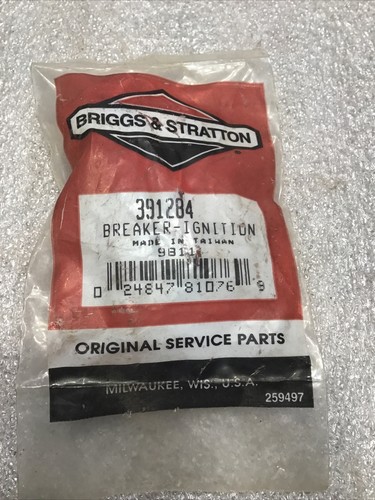 BRIGGS & STRATTON
391284
BREAKER-IGNITION
MADE IN TAIWAN
9811
0 24847 81076 9
ORIGINAL SERVICE PARTS
MILWAUKEE, WIS., U.S.A.
259497